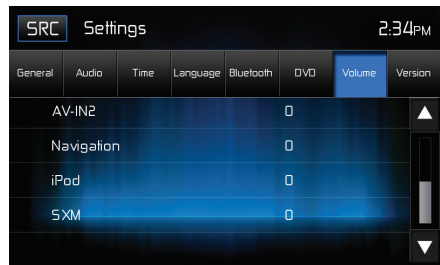 SRC Settings 2:34PM
General Audio Time Language Bluetooth DVD Volume Version
AV-IN2 0
Navigation 0
iPod 0
SXM 0